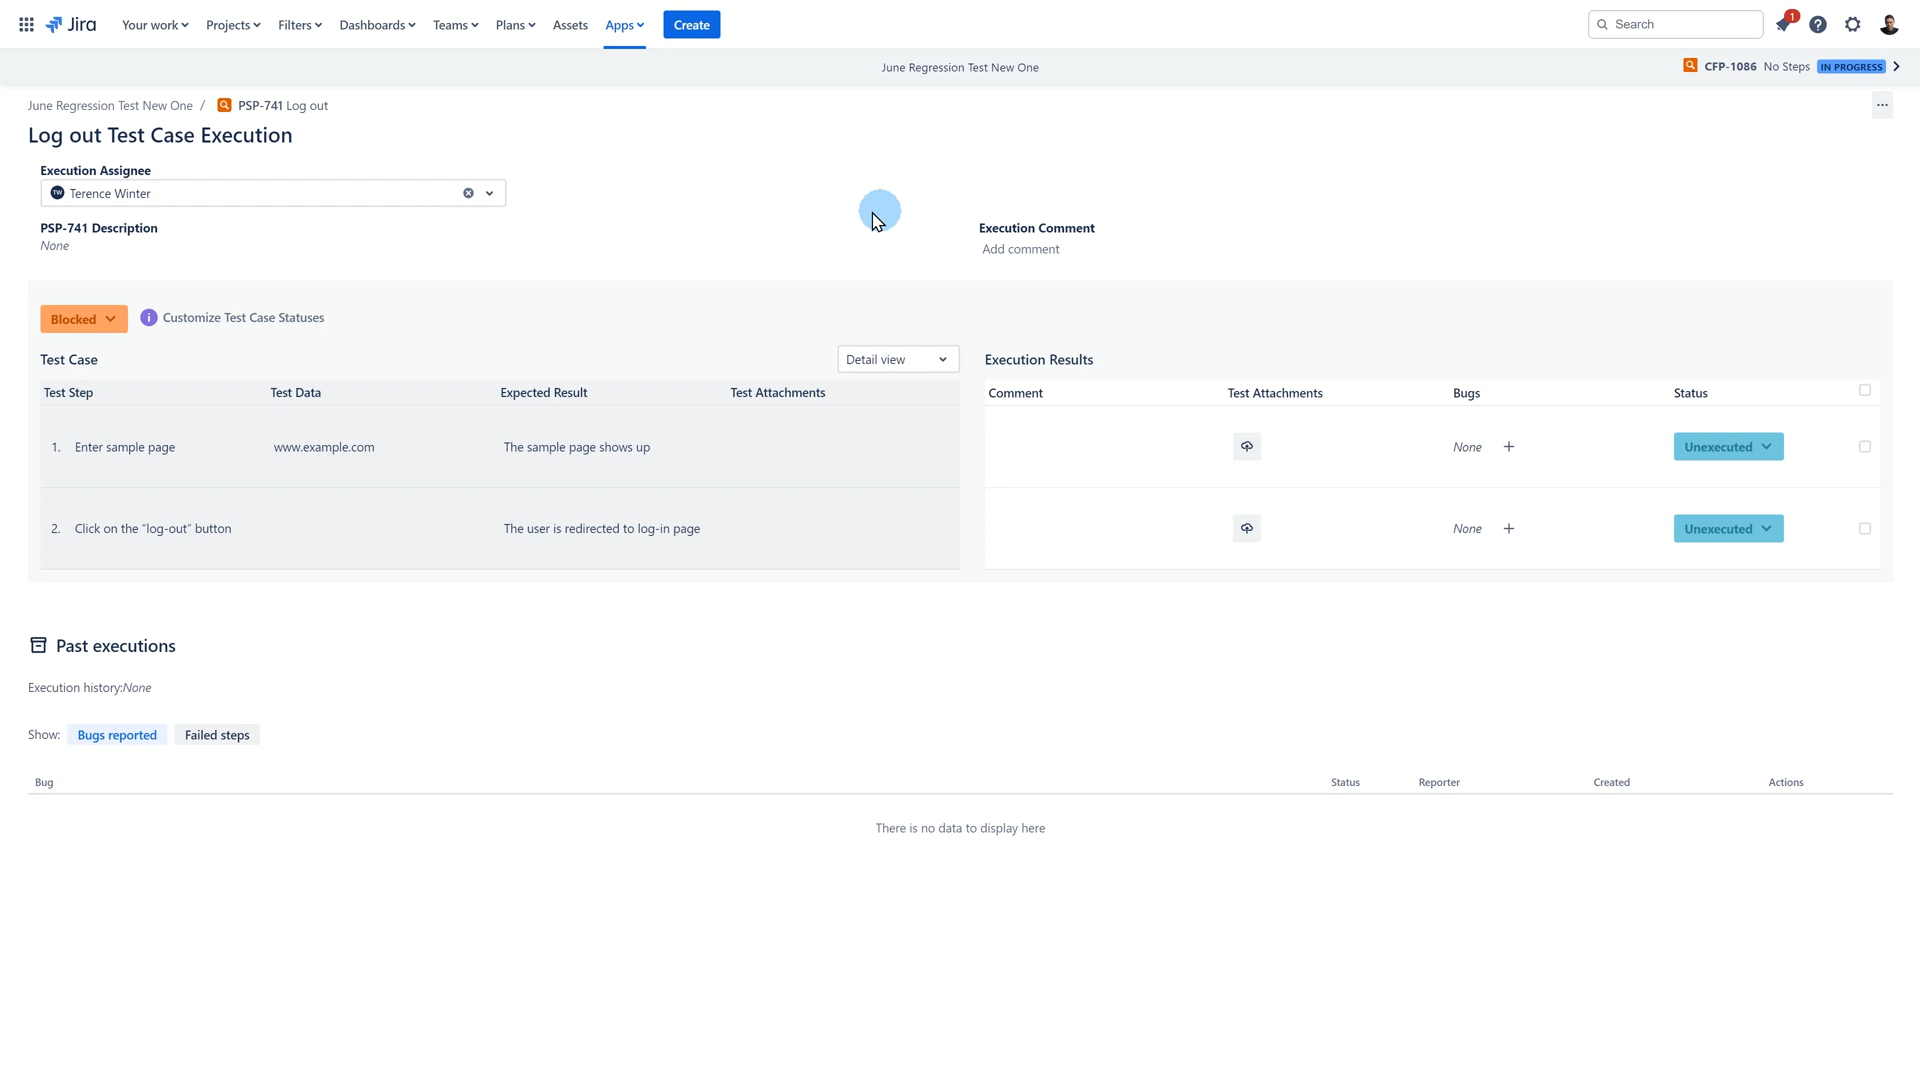 Jira Your work Projects Filters Dashboards Teams Plans Assets Apps Create Search 1
June Regression Test New One CFP-1086 No Steps IN PROGRESS
June Regression Test New One / PSP-741 Log out
Log out Test Case Execution
Execution Assignee
TW Terence Winter
PSP-741 Description Execution Comment
None Add comment
Blocked Customize Test Case Statuses
Test Case Detail view Execution Results
Test Step Test Data Expected Result Test Attachments Comment Test Attachments Bugs Status
1. Enter sample page www.example.com The sample page shows up None Unexecuted
2. Click on the “log-out” button The user is redirected to log-in page None Unexecuted
Past executions
Execution history:None
Show: Bugs reported Failed steps
Bug Status Reporter Created Actions
There is no data to display here